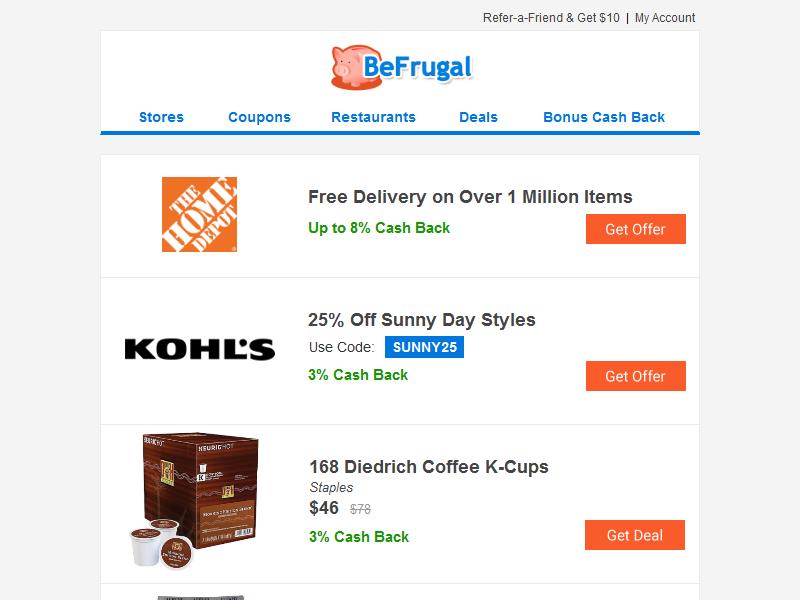 Refer-a-Friend & Get $10 | My Account
BeFrugal
Stores Coupons Restaurants Deals Bonus Cash Back
THE HOME DEPOT
Free Delivery on Over 1 Million Items
Up to 8% Cash Back
Get Offer
KOHL'S
25% Off Sunny Day Styles
Use Code: SUNNY25
3% Cash Back
Get Offer
KEURIG HOT
168 Diedrich Coffee K-Cups
Staples
$46 $78
3% Cash Back
Get Deal